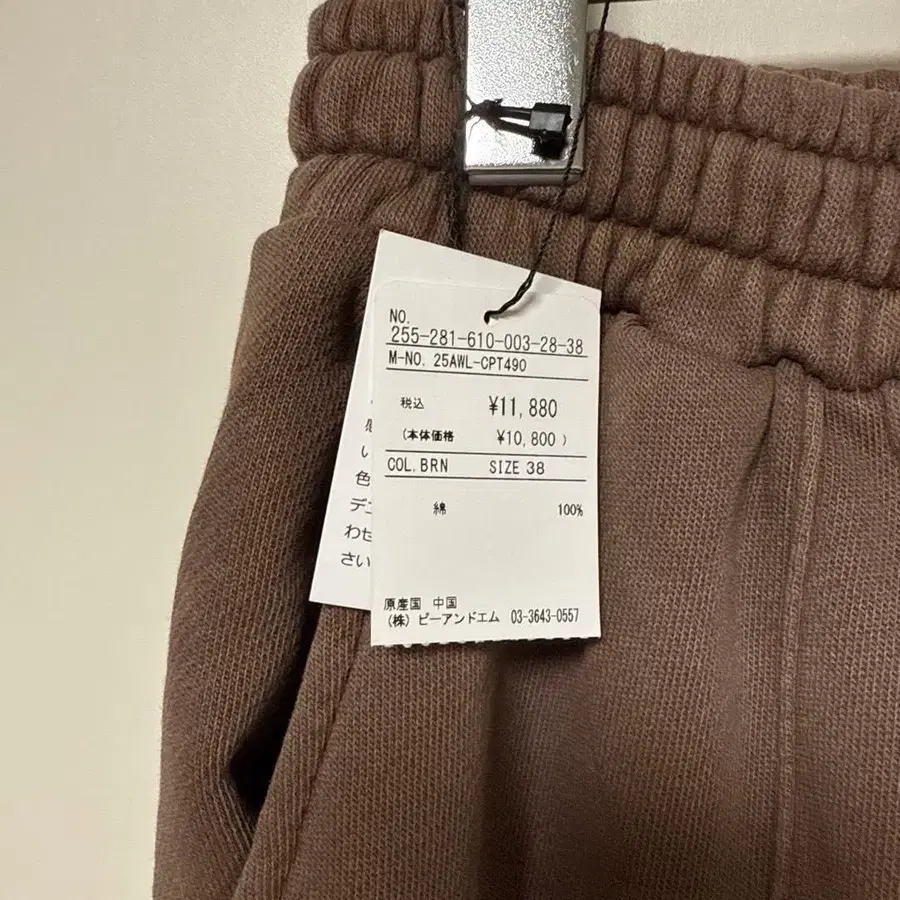 NO.
255-281-610-003-28-38
M-NO. 25AWL-CPT490
税込 ¥11,880
(本体価格 ¥10,800 )
COL. BRN SIZE 38
綿 100%
原産国 中国
(株) ビーアンドエム 03-3643-0557
い
色
デニ
わせ
さい